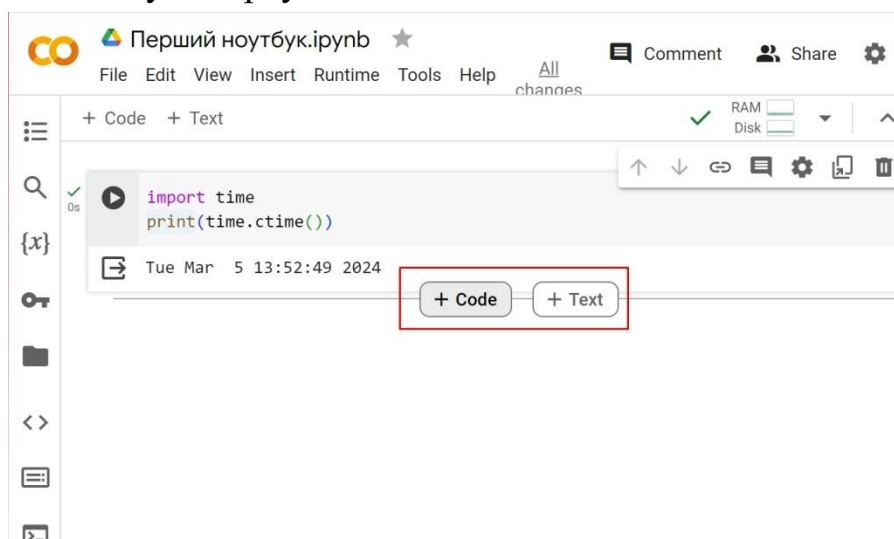 Перший ноутбук.ipynb
Comment
Share
File Edit View Insert Runtime Tools Help All changes
+ Code + Text
RAM
Disk
0s
import time
print(time.ctime())
{x}
Tue Mar 5 13:52:49 2024
+ Code + Text